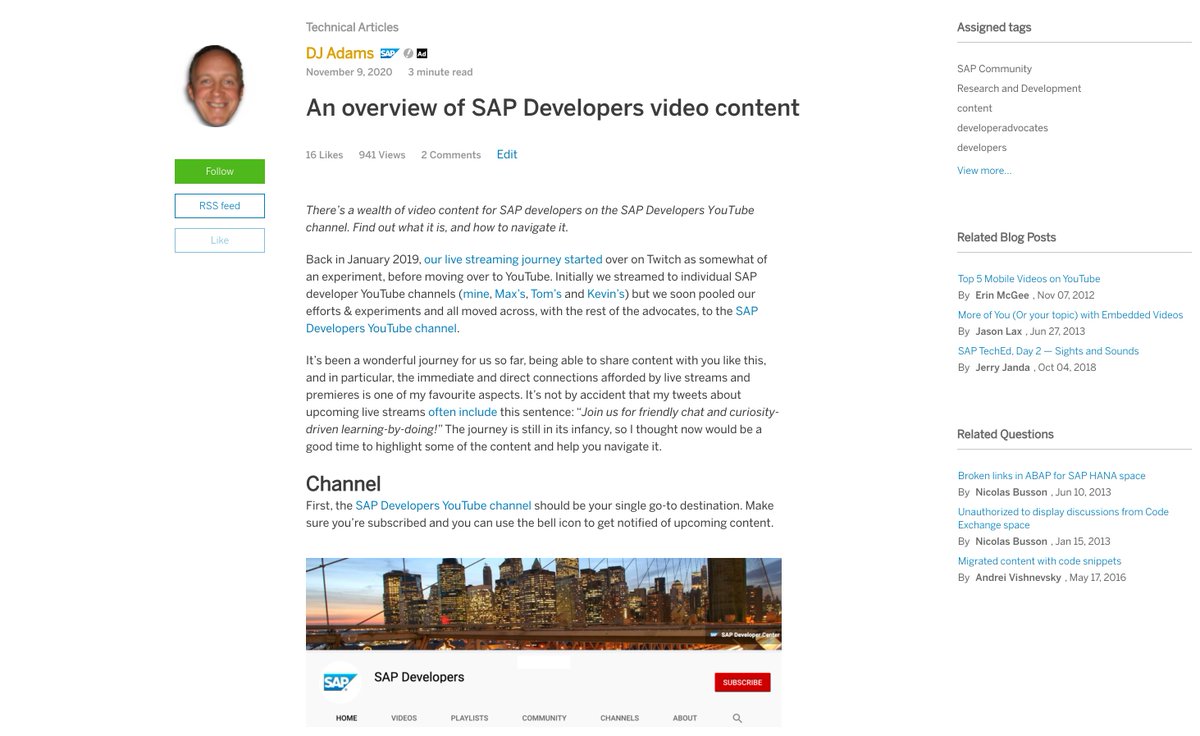 Technical Articles
DJ Adams SAP Ad
November 9, 2020 3 minute read
An overview of SAP Developers video content
16 Likes 941 Views 2 Comments Edit
Follow
RSS feed
Like
There's a wealth of video content for SAP developers on the SAP Developers YouTube
channel. Find out what it is, and how to navigate it.
Back in January 2019, our live streaming journey started over on Twitch as somewhat of
an experiment, before moving over to YouTube. Initially we streamed to individual SAP
developer YouTube channels (mine, Max's, Tom's and Kevin's) but we soon pooled our
efforts & experiments and all moved across, with the rest of the advocates, to the SAP
Developers YouTube channel.
It's been a wonderful journey for us so far, being able to share content with you like this,
and in particular, the immediate and direct connections afforded by live streams and
premieres is one of my favourite aspects. It's not by accident that my tweets about
upcoming live streams often include this sentence: “Join us for friendly chat and curiosity-
driven learning-by-doing!” The journey is still in its infancy, so I thought now would be a
good time to highlight some of the content and help you navigate it.
Channel
First, the SAP Developers YouTube channel should be your single go-to destination. Make
sure you're subscribed and you can use the bell icon to get notified of upcoming content.
SAP Developer Center
SAP SAP Developers SUBSCRIBE
HOME VIDEOS PLAYLISTS COMMUNITY CHANNELS ABOUT
Assigned tags
SAP Community
Research and Development
content
developeradvocates
developers
View more...
Related Blog Posts
Top 5 Mobile Videos on YouTube
By Erin McGee , Nov 07, 2012
More of You (Or your topic) with Embedded Videos
By Jason Lax , Jun 27, 2013
SAP TechEd, Day 2 — Sights and Sounds
By Jerry Janda , Oct 04, 2018
Related Questions
Broken links in ABAP for SAP HANA space
By Nicolas Busson , Jun 10, 2013
Unauthorized to display discussions from Code
Exchange space
By Nicolas Busson , Jan 15, 2013
Migrated content with code snippets
By Andrei Vishnevsky , May 17, 2016